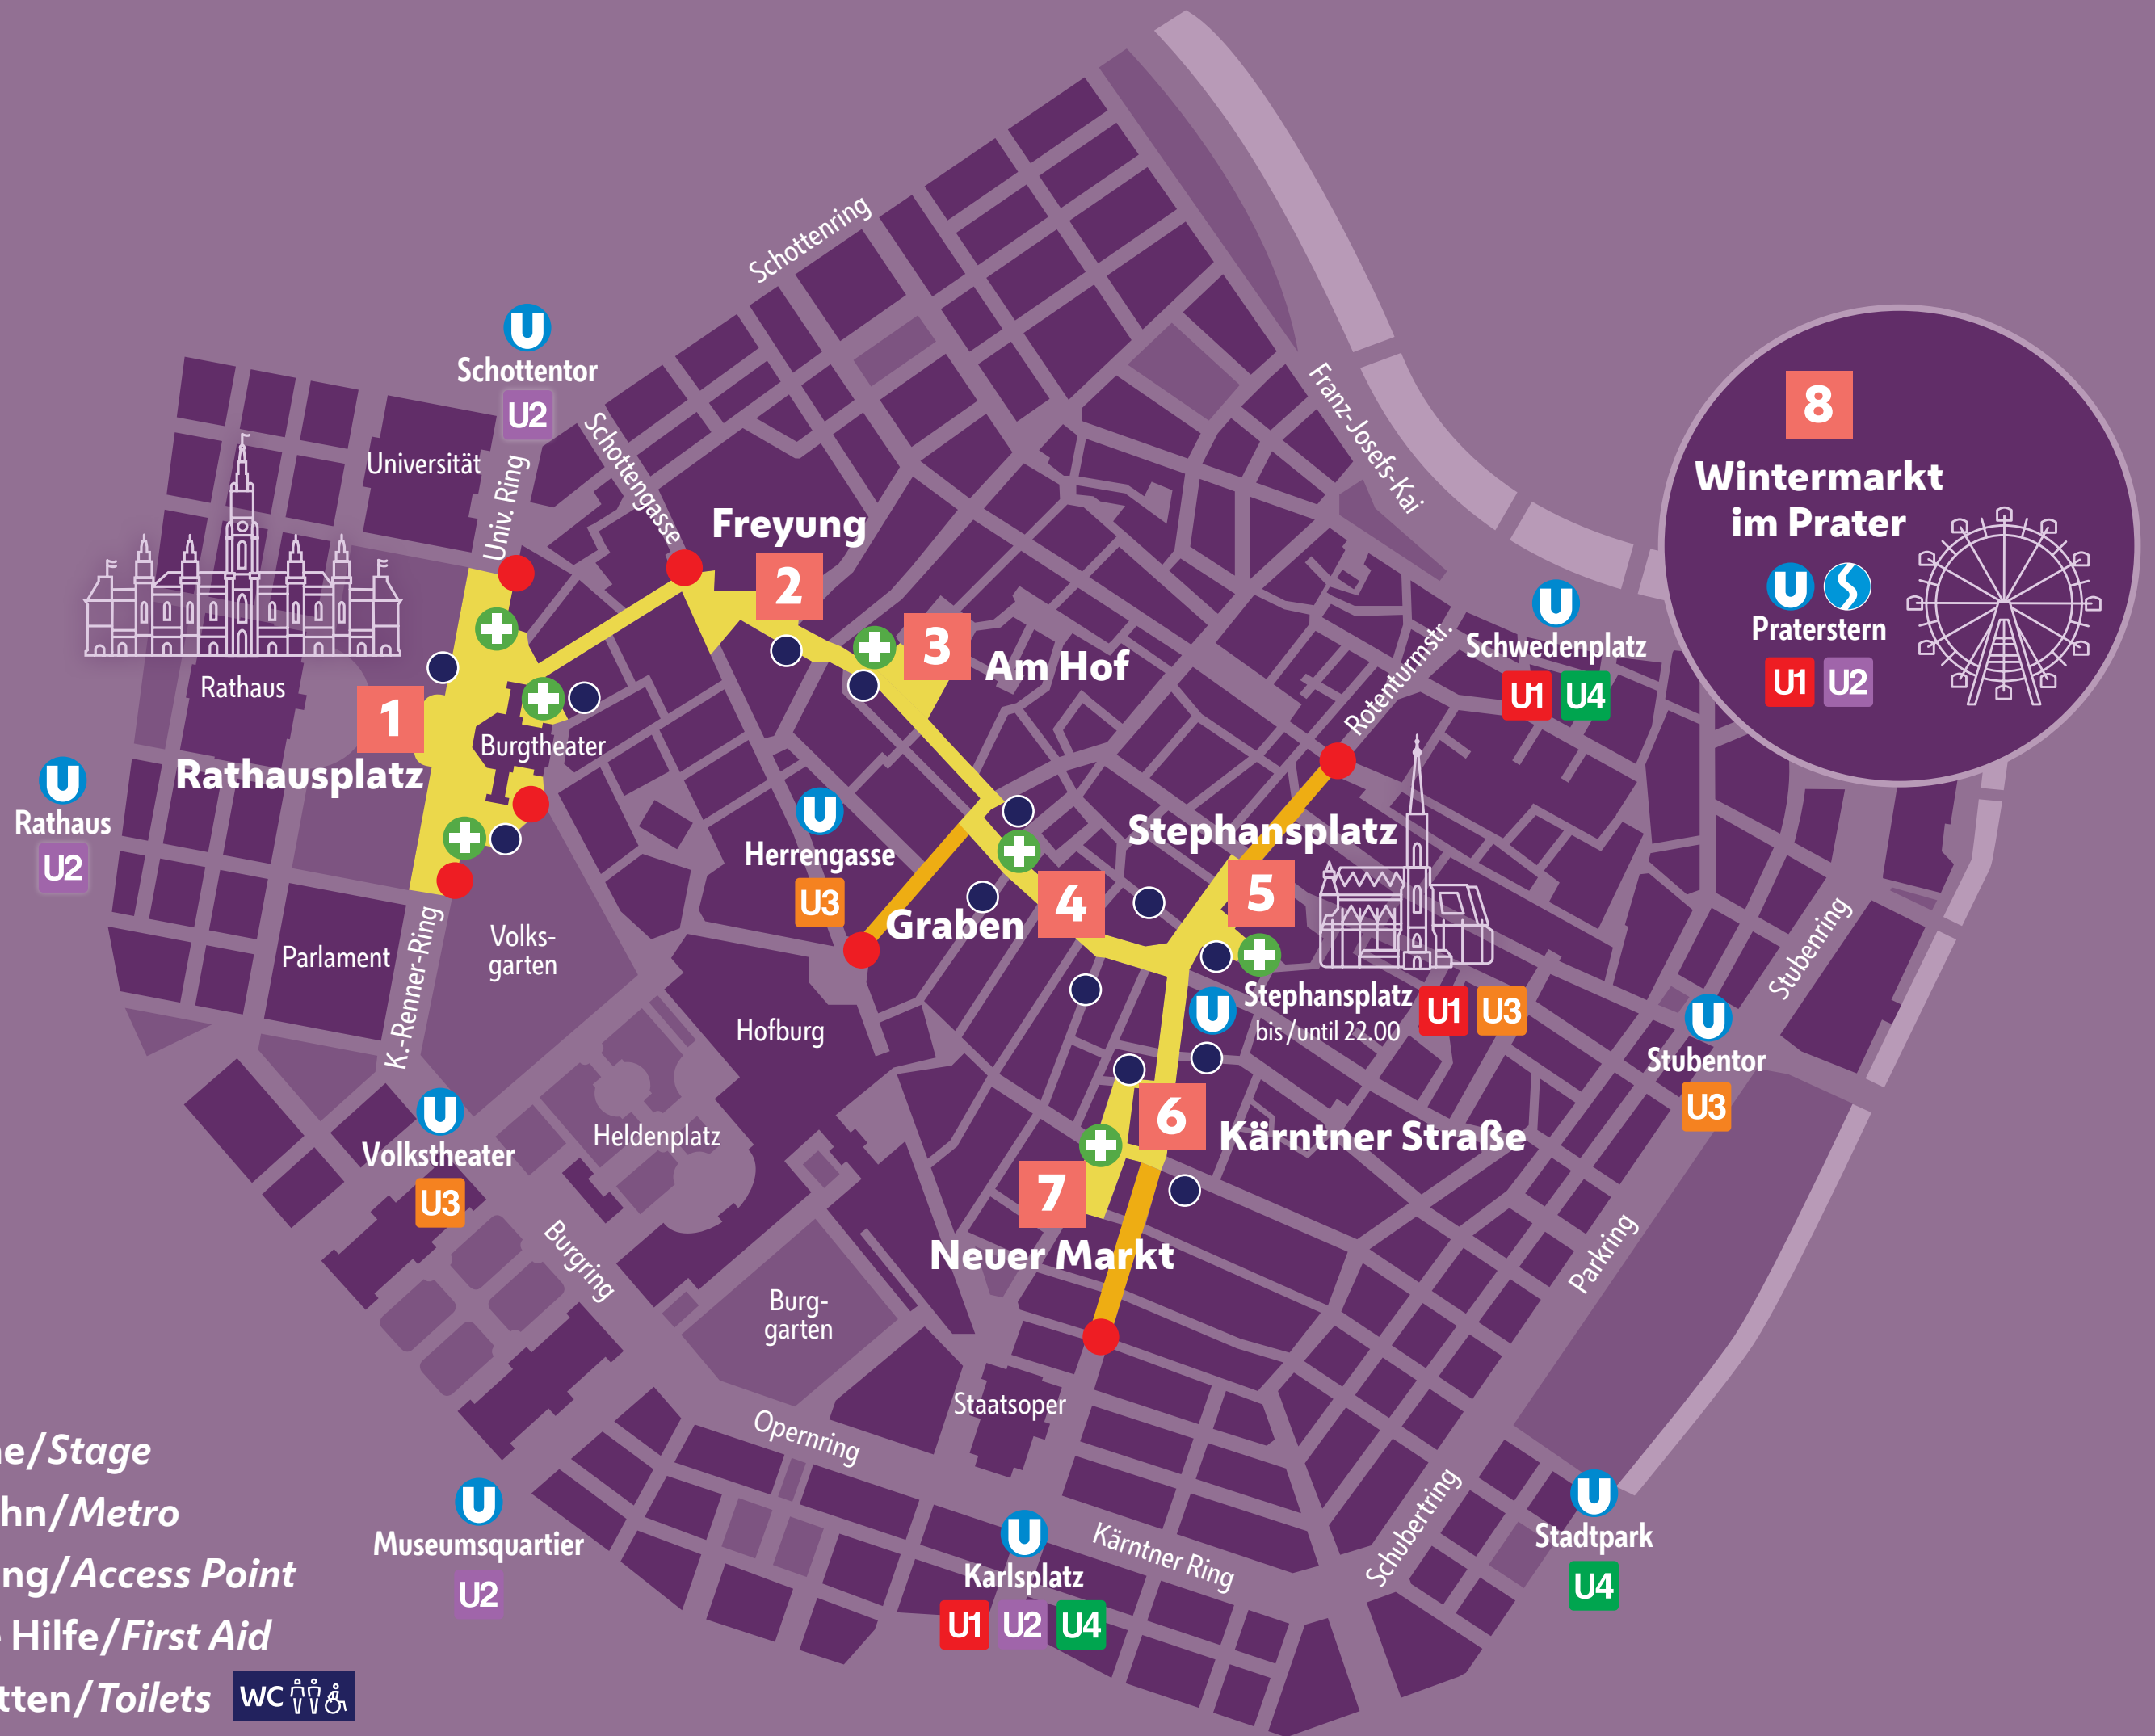 Schottenring
U
Schottentor
U2
Universität
Univ. Ring
Schottengasse
Franz-Josefs-Kai
8
Wintermarkt
im Prater
U
Praterstern
U1 U2
Freyung
2
3
Am Hof
U
Schwedenplatz
U1 U4
Rotenturmstr.
Rathaus
1
Rathausplatz
Burgtheater
U
Rathaus
U2
U
Herrengasse
U3
Stephansplatz
5
4
Graben
Parlament
K.-Renner-Ring
Volks-
garten
Hofburg
U
Stephansplatz U1 U3
bis/until 22.00
Stubenring
U
Stubentor
U3
U
Volkstheater
U3
Heldenplatz
6
Kärntner Straße
7
Neuer Markt
Burgring
Burg-
garten
Parkring
Staatsoper
Opernring
Kärntner Ring
Schubertring
U
Museumsquartier
U2
U
Karlsplatz
U1 U2 U4
U
Stadtpark
U4
e/Stage
hn/Metro
ng/Access Point
Hilfe/First Aid
tten/Toilets WC